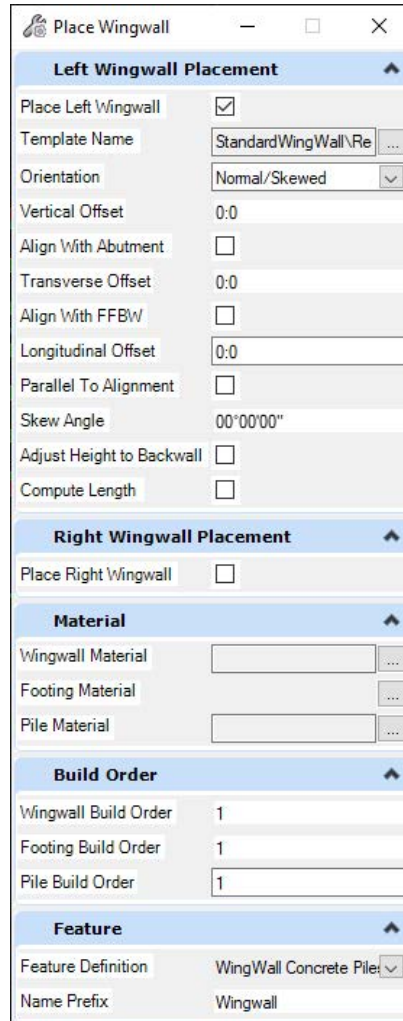 Place Wingwall
Left Wingwall Placement
Place Left Wingwall
Template Name StandardWingWall\Re ...
Orientation Normal/Skewed
Vertical Offset 0:0
Align With Abutment
Transverse Offset 0:0
Align With FFBW
Longitudinal Offset 0:0
Parallel To Alignment
Skew Angle 00°00'00"
Adjust Height to Backwall
Compute Length
Right Wingwall Placement
Place Right Wingwall
Material
Wingwall Material ...
Footing Material ...
Pile Material ...
Build Order
Wingwall Build Order 1
Footing Build Order 1
Pile Build Order 1
Feature
Feature Definition WingWall Concrete Piles
Name Prefix Wingwall